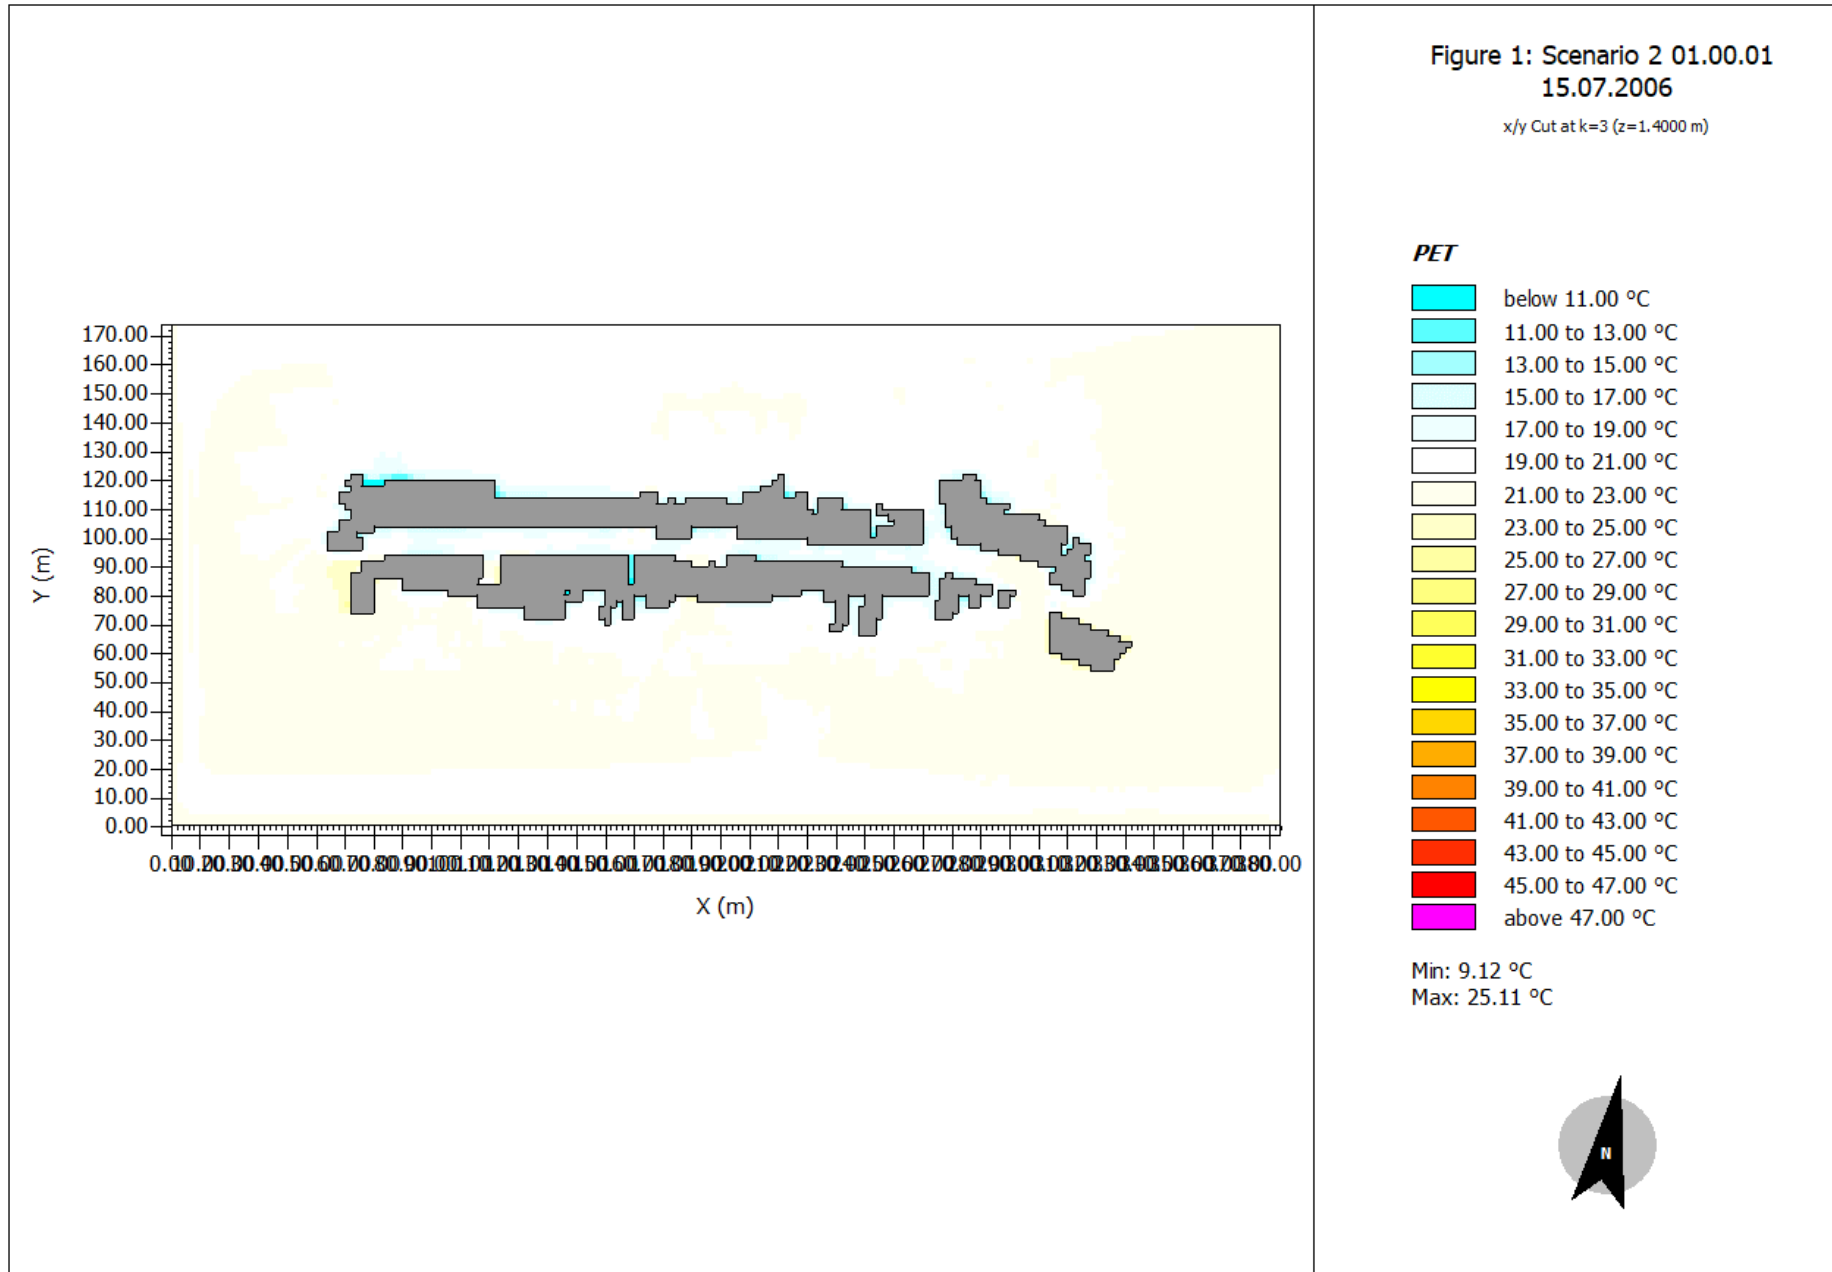 Figure 1: Scenario 2 01.00.01
15.07.2006
x/y Cut at k=3 (z=1.4000 m)
PET
below 11.00 °C
11.00 to 13.00 °C
13.00 to 15.00 °C
15.00 to 17.00 °C
17.00 to 19.00 °C
19.00 to 21.00 °C
21.00 to 23.00 °C
23.00 to 25.00 °C
25.00 to 27.00 °C
27.00 to 29.00 °C
29.00 to 31.00 °C
31.00 to 33.00 °C
33.00 to 35.00 °C
35.00 to 37.00 °C
37.00 to 39.00 °C
39.00 to 41.00 °C
41.00 to 43.00 °C
43.00 to 45.00 °C
45.00 to 47.00 °C
above 47.00 °C
Min: 9.12 °C
Max: 25.11 °C
N
170.00
160.00
150.00
140.00
130.00
120.00
110.00
100.00
90.00
80.00
70.00
60.00
50.00
40.00
30.00
20.00
10.00
0.00
Y (m)
X (m)